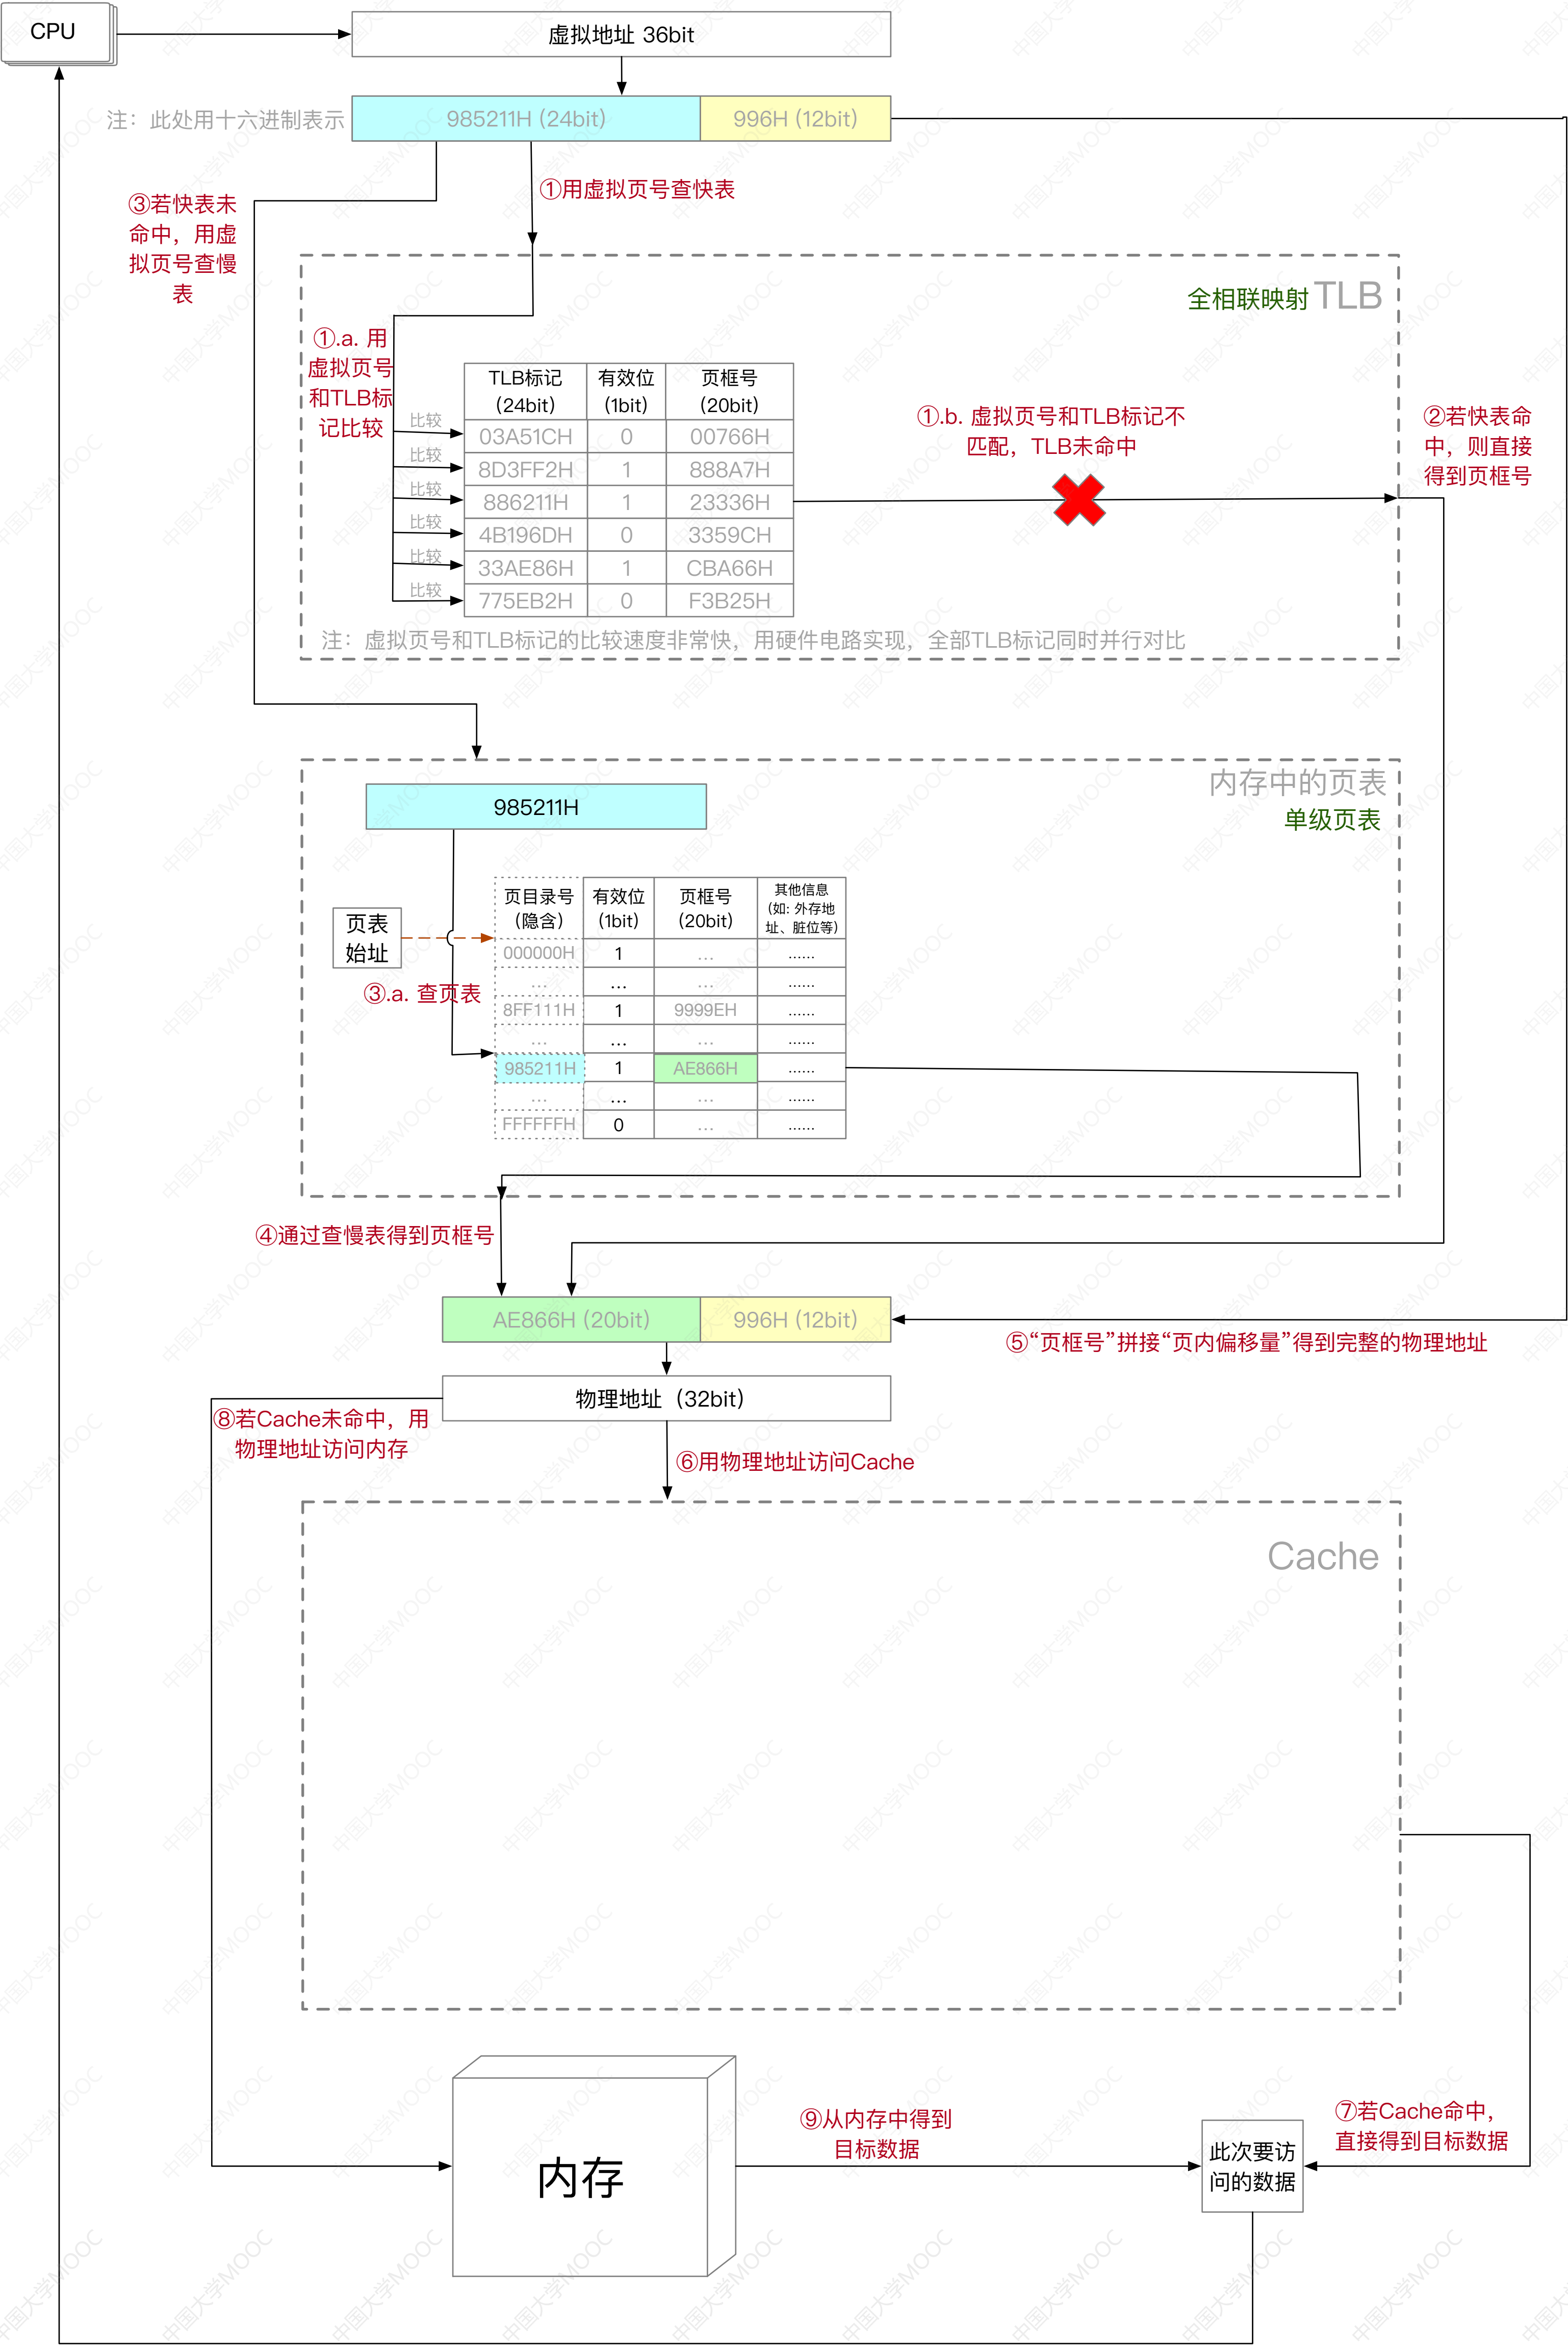 CPU
虚拟地址 36bit
注：此处用十六进制表示
985211H (24bit)
996H (12bit)
③若快表未
命中，用虚
拟页号查慢
表
①用虚拟页号查快表
全相联映射 TLB
①.a. 用
虚拟页号
和TLB标
记比较
TLB标记 有效位 页框号
(24bit) (1bit) (20bit)
比较 03A51CH 0 00766H
比较 8D3FF2H 1 888A7H
比较 886211H 1 23336H
比较 4B196DH 0 3359CH
比较 33AE86H 1 CBA66H
比较 775EB2H 0 F3B25H
①.b. 虚拟页号和TLB标记不
匹配，TLB未命中
②若快表命
中，则直接
得到页框号
注：虚拟页号和TLB标记的比较速度非常快，用硬件电路实现，全部TLB标记同时并行对比
内存中的页表
单级页表
985211H
页表
始址
③.a. 查页表
页目录号 有效位 页框号 其他信息
(隐含) (1bit) (20bit) (如: 外存地
址、脏位等)
000000H 1 ... ......
... ... ... ......
8FF111H 1 9999EH ......
... ... ... ......
985211H 1 AE866H ......
... ... ... ......
FFFFFFH 0 ... ......
④通过查慢表得到页框号
AE866H (20bit)
996H (12bit)
⑤“页框号”拼接“页内偏移量”得到完整的物理地址
物理地址（32bit）
⑧若Cache未命中，用
物理地址访问内存
⑥用物理地址访问Cache
Cache
内存
⑨从内存中得到
目标数据
此次要访
问的数据
⑦若Cache命中，
直接得到目标数据
中国大学MOOC